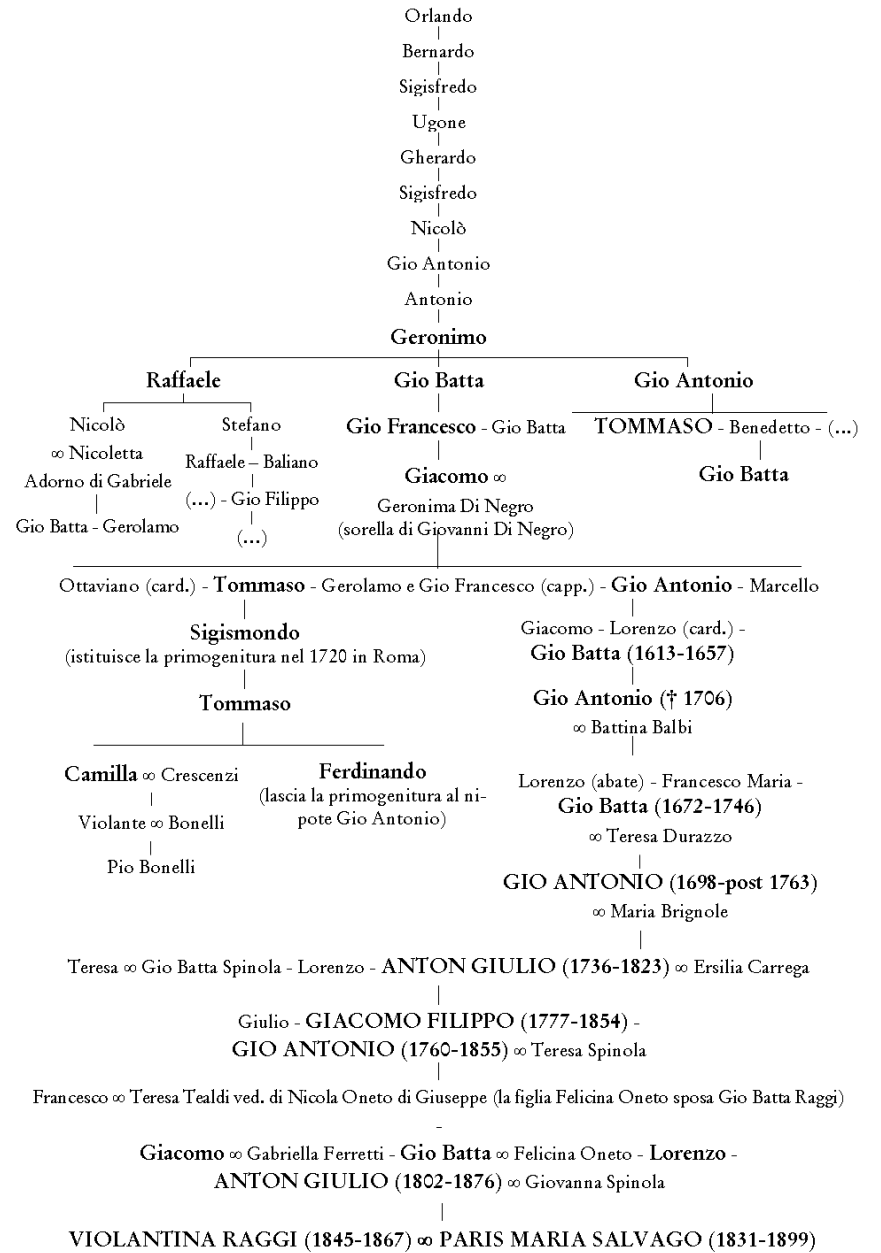 Orlando
Bernardo
Sigisfredo
Ugone
Gherardo
Sigisfredo
Nicolò
Gio Antonio
Antonio
Geronimo
Raffaele Gio Batta Gio Antonio
Nicolò Stefano Gio Francesco - Gio Batta TOMMASO - Benedetto - (...)
∞ Nicoletta Raffaele – Baliano Giacomo ∞ Gio Batta
Adorno di Gabriele (...) - Gio Filippo Geronima Di Negro
Gio Batta - Gerolamo (...) (sorella di Giovanni Di Negro)
Ottaviano (card.) - Tommaso - Gerolamo e Gio Francesco (capp.) - Gio Antonio - Marcello
Sigismondo Giacomo - Lorenzo (card.) -
(istituisce la primogenitura nel 1720 in Roma) Gio Batta (1613-1657)
Tommaso Gio Antonio († 1706)
∞ Battina Balbi
Camilla ∞ Crescenzi Ferdinando Lorenzo (abate) - Francesco Maria -
(lascia la primogenitura al ni-
Violante ∞ Bonelli pote Gio Antonio) Gio Batta (1672-1746)
∞ Teresa Durazzo
Pio Bonelli
GIO ANTONIO (1698-post 1763)
∞ Maria Brignole
Teresa ∞ Gio Batta Spinola - Lorenzo - ANTON GIULIO (1736-1823) ∞ Ersilia Carrega
Giulio - GIACOMO FILIPPO (1777-1854) -
GIO ANTONIO (1760-1855) ∞ Teresa Spinola
Francesco ∞ Teresa Tealdi ved. di Nicola Oneto di Giuseppe (la figlia Felicina Oneto sposa Gio Batta Raggi)
-
Giacomo ∞ Gabriella Ferretti - Gio Batta ∞ Felicina Oneto - Lorenzo -
ANTON GIULIO (1802-1876) ∞ Giovanna Spinola
VIOLANTINA RAGGI (1845-1867) ∞ PARIS MARIA SALVAGO (1831-1899)